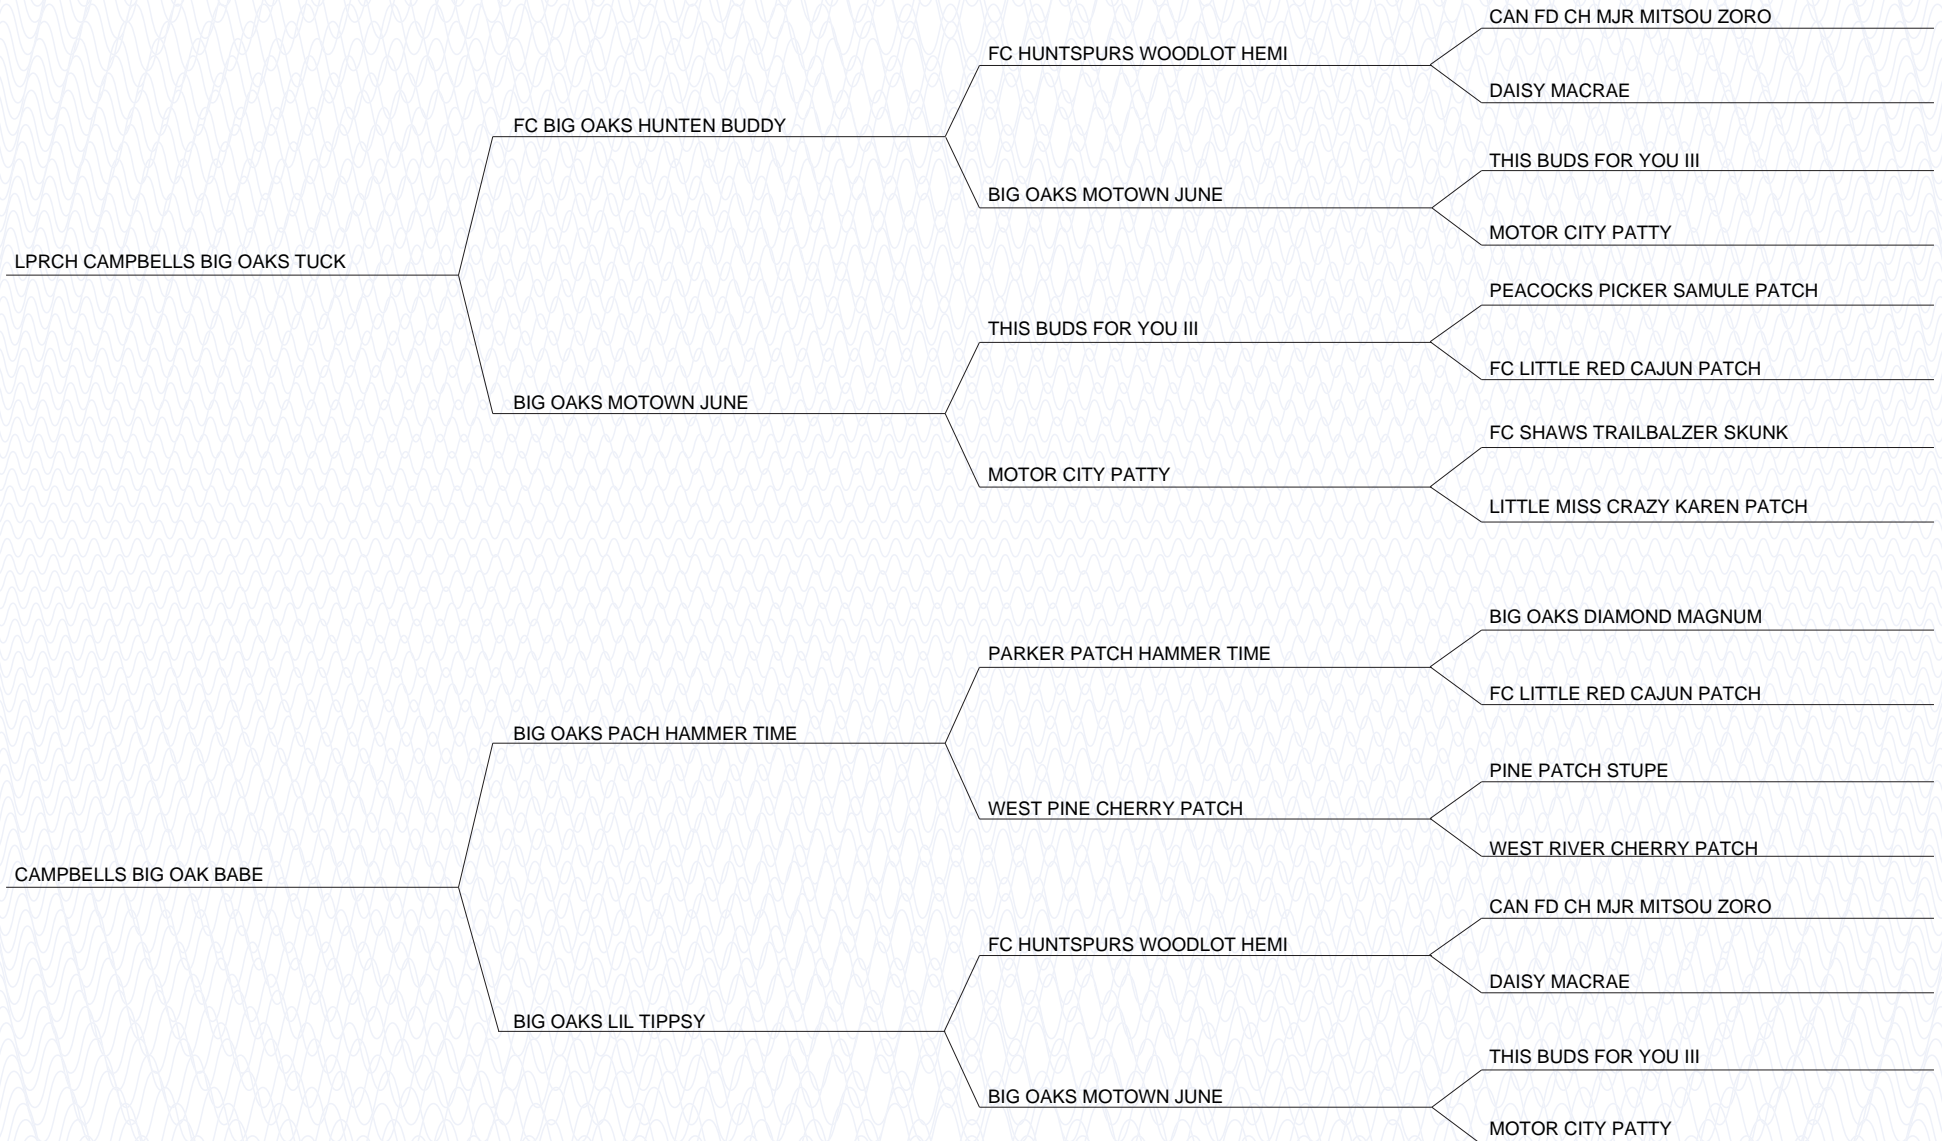 CAN FD CH MJR MITSOU ZORO
FC HUNTSPURS WOODLOT HEMI
DAISY MACRAE
FC BIG OAKS HUNTEN BUDDY
THIS BUDS FOR YOU III
BIG OAKS MOTOWN JUNE
MOTOR CITY PATTY
LPRCH CAMPBELLS BIG OAKS TUCK
PEACOCKS PICKER SAMULE PATCH
THIS BUDS FOR YOU III
FC LITTLE RED CAJUN PATCH
BIG OAKS MOTOWN JUNE
FC SHAWS TRAILBALZER SKUNK
MOTOR CITY PATTY
LITTLE MISS CRAZY KAREN PATCH
BIG OAKS DIAMOND MAGNUM
PARKER PATCH HAMMER TIME
FC LITTLE RED CAJUN PATCH
BIG OAKS PACH HAMMER TIME
PINE PATCH STUPE
WEST PINE CHERRY PATCH
WEST RIVER CHERRY PATCH
CAMPBELLS BIG OAK BABE
CAN FD CH MJR MITSOU ZORO
FC HUNTSPURS WOODLOT HEMI
DAISY MACRAE
BIG OAKS LIL TIPPSY
THIS BUDS FOR YOU III
BIG OAKS MOTOWN JUNE
MOTOR CITY PATTY